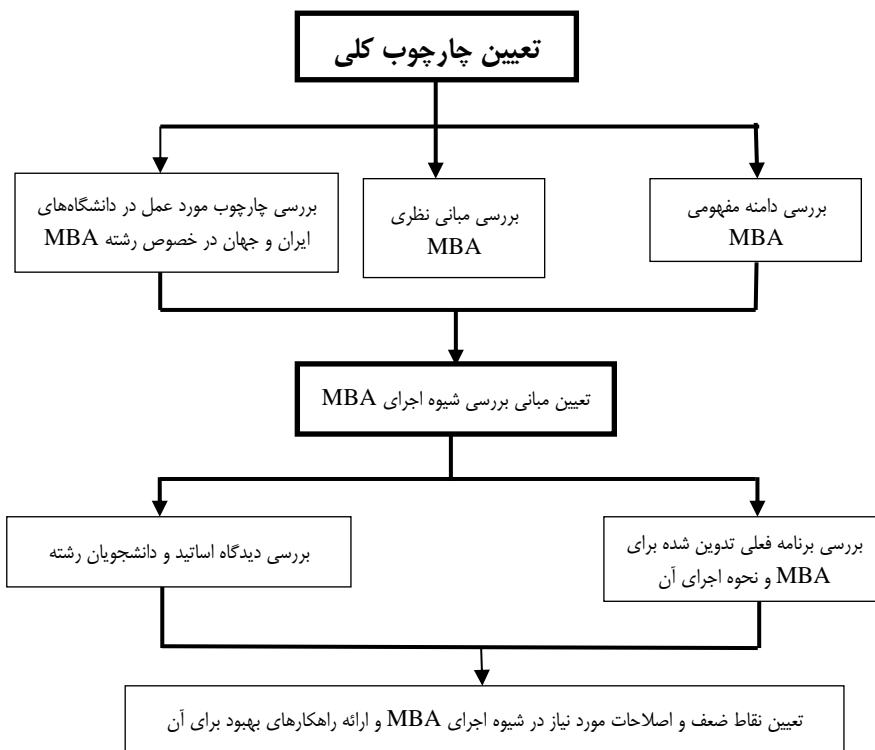 تعیین چارچوب کلی
بررسی دامنه مفهومی
MBA
بررسی مبانی نظری
MBA
بررسی چارچوب مورد عمل در دانشگاه‌های
ایران و جهان در خصوص رشته MBA
تعیین مبانی بررسی شیوه اجرای MBA
بررسی برنامه فعلی تدوین شده برای
MBA و نحوه اجرای آن
بررسی دیدگاه اساتید و دانشجویان رشته
تعیین نقاط ضعف و اصلاحات مورد نیاز در شیوه اجرای MBA و ارائه راهکارهای بهبود برای آن